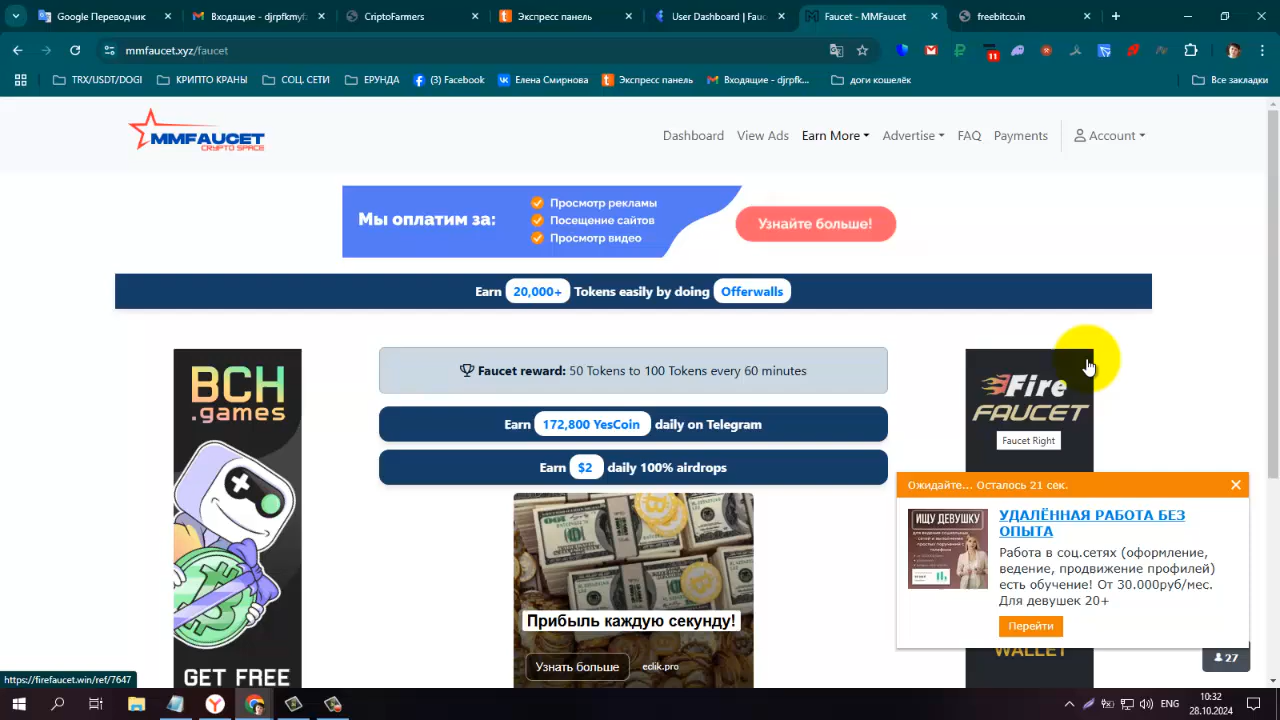 Google Переводчик
Входящие - djrpfkmyf:
CriptoFarmers
Экспресс панель
User Dashboard | Fauc
Faucet - MMFaucet
freebitco.in
mmfaucet.xyz/faucet
11
TRX/USDT/DOGI
КРИПТО КРАНЫ
СОЦ. СЕТИ
ЕРУНДА
(3) Facebook
Елена Смирнова
Экспресс панель
Входящие - djrpfk...
доги кошелёк
Все закладки
MMFAUCET
CRYPTO SPACE
Dashboard
View Ads
Earn More
Advertise
FAQ
Payments
Account
Мы оплатим за:
Просмотр рекламы
Посещение сайтов
Просмотр видео
Узнайте больше!
Earn 20,000+ Tokens easily by doing Offerwalls
BCH
.games
GET FREE
Faucet reward: 50 Tokens to 100 Tokens every 60 minutes
Earn 172,800 YesCoin daily on Telegram
Earn $2 daily 100% airdrops
Прибыль каждую секунду!
Узнать больше
eclik.pro
Fire
FAUCET
Faucet Right
WALLET
Ожидайте... Осталось 21 сек.
ИЩУ ДЕВУШКУ
УДАЛЁННАЯ РАБОТА БЕЗ
ОПЫТА
Работа в соц.сетях (оформление,
ведение, продвижение профилей)
есть обучение! От 30.000руб/мес.
Для девушек 20+
Перейти
27
https://firefaucet.win/ref/7647
ENG
10:32
28.10.2024